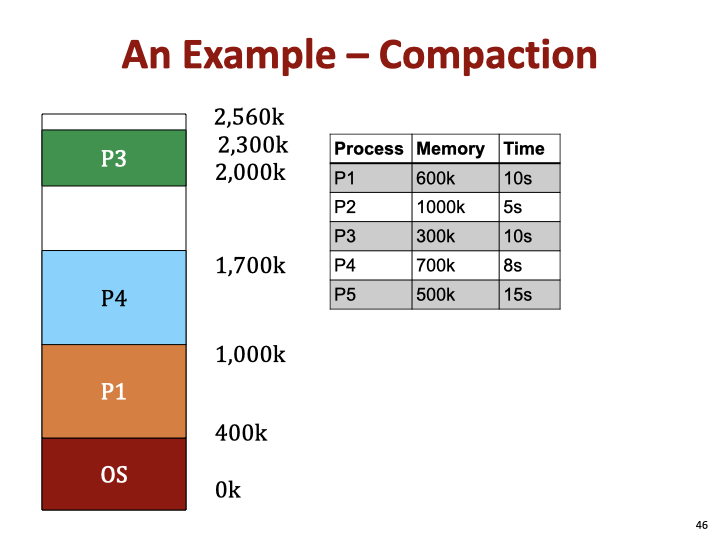 An Example – Compaction
2,560k
2,300k
P3
2,000k
1,700k
P4
1,000k
P1
400k
OS
0k
Process Memory Time
P1 600k 10s
P2 1000k 5s
P3 300k 10s
P4 700k 8s
P5 500k 15s
46